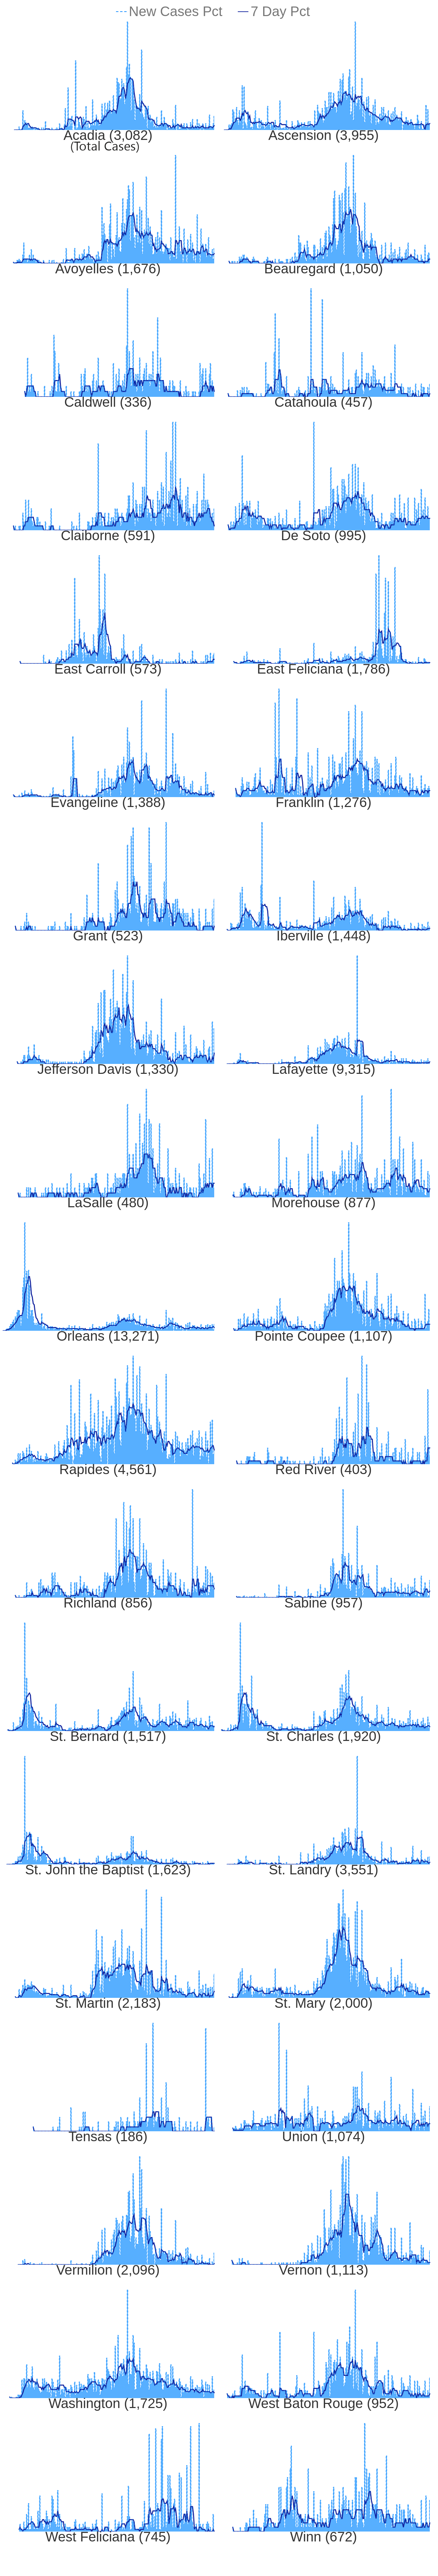 New Cases Pct 7 Day Pct
Acadia (3,082) Ascension (3,955)
(Total Cases)
Avoyelles (1,676) Beauregard (1,050)
Caldwell (336) Catahoula (457)
Claiborne (591) De Soto (995)
East Carroll (573) East Feliciana (1,786)
Evangeline (1,388) Franklin (1,276)
Grant (523) Iberville (1,448)
Jefferson Davis (1,330) Lafayette (9,315)
LaSalle (480) Morehouse (877)
Orleans (13,271) Pointe Coupee (1,107)
Rapides (4,561) Red River (403)
Richland (856) Sabine (957)
St. Bernard (1,517) St. Charles (1,920)
St. John the Baptist (1,623) St. Landry (3,551)
St. Martin (2,183) St. Mary (2,000)
Tensas (186) Union (1,074)
Vermilion (2,096) Vernon (1,113)
Washington (1,725) West Baton Rouge (952)
West Feliciana (745) Winn (672)